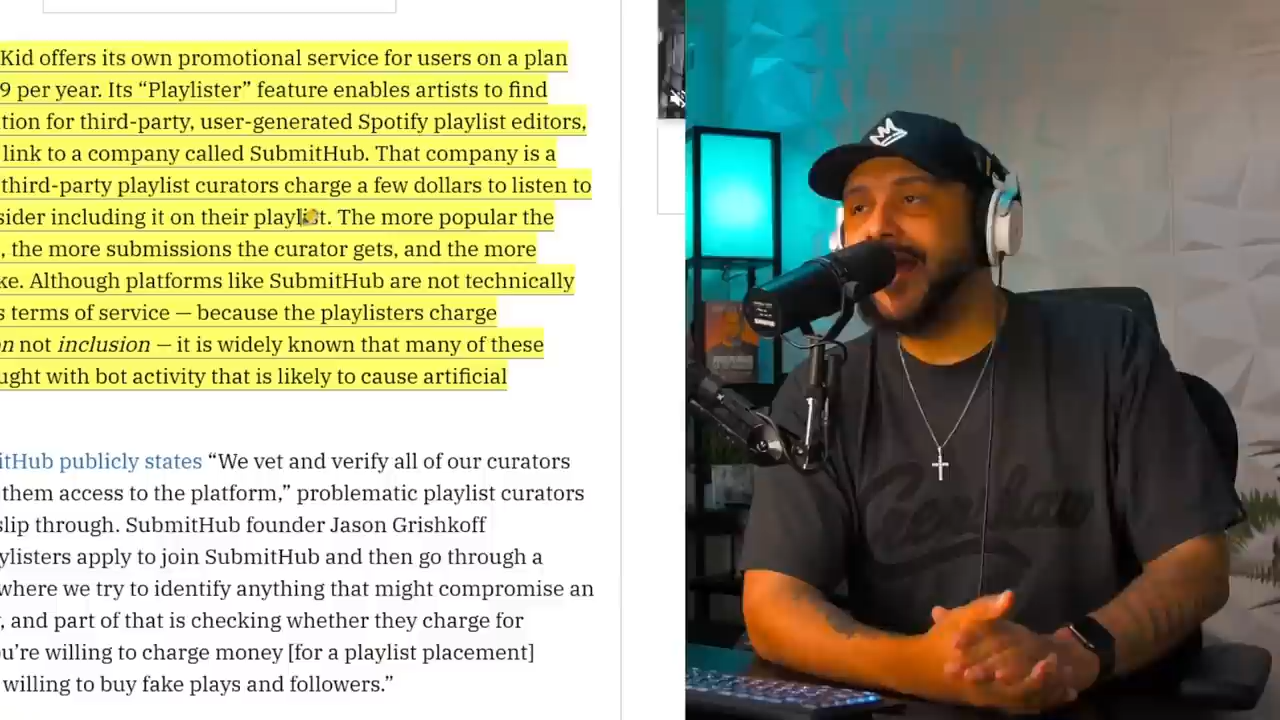 Kid offers its own promotional service for users on a plan
9 per year. Its “Playlister” feature enables artists to find
tion for third-party, user-generated Spotify playlist editors,
link to a company called SubmitHub. That company is a
third-party playlist curators charge a few dollars to listen to
sider including it on their playlist. The more popular the
, the more submissions the curator gets, and the more
ke. Although platforms like SubmitHub are not technically
s terms of service — because the playlisters charge
on not inclusion — it is widely known that many of these
ught with bot activity that is likely to cause artificial
itHub publicly states “We vet and verify all of our curators
them access to the platform,” problematic playlist curators
slip through. SubmitHub founder Jason Grishkoff
ylisters apply to join SubmitHub and then go through a
where we try to identify anything that might compromise an
, and part of that is checking whether they charge for
u’re willing to charge money [for a playlist placement]
willing to buy fake plays and followers.”
Crenshaw